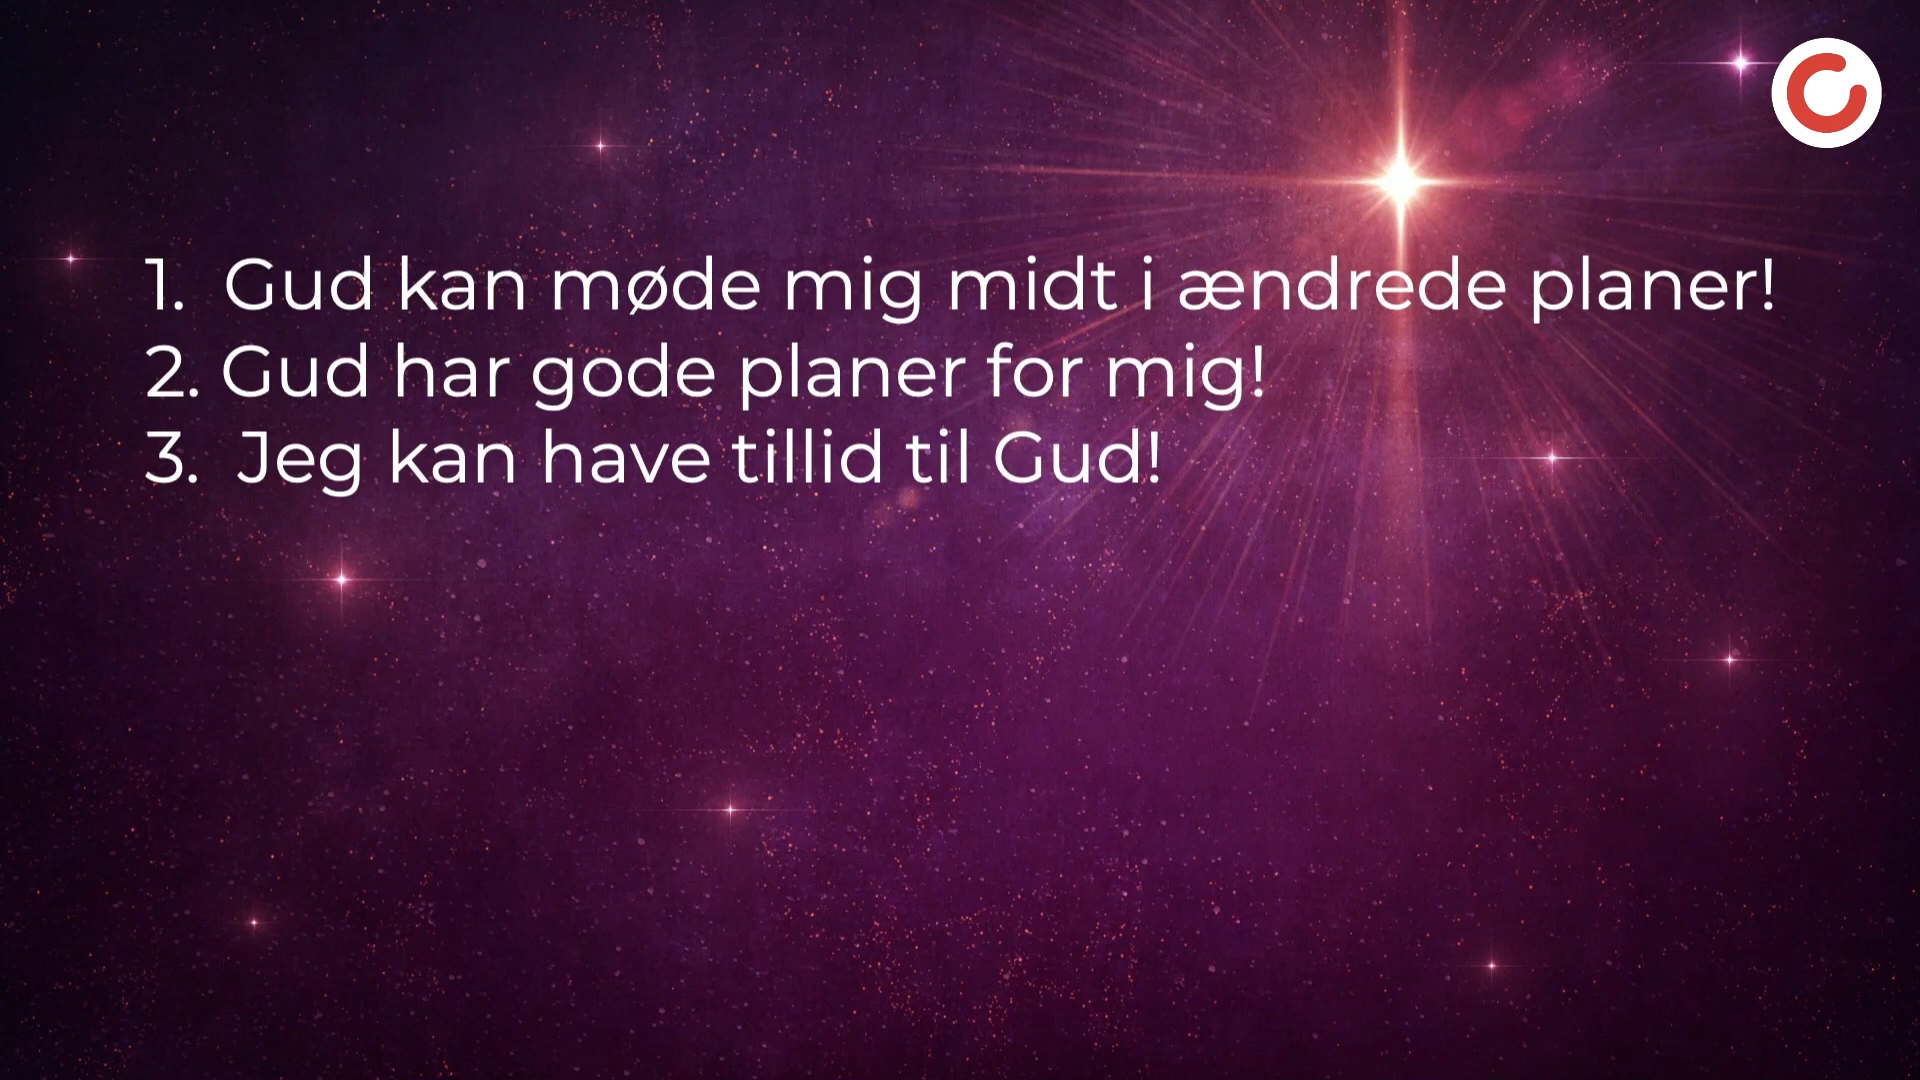 1. Gud kan møde mig midt i ændrede planer!
2. Gud har gode planer for mig!
3. Jeg kan have tillid til Gud!